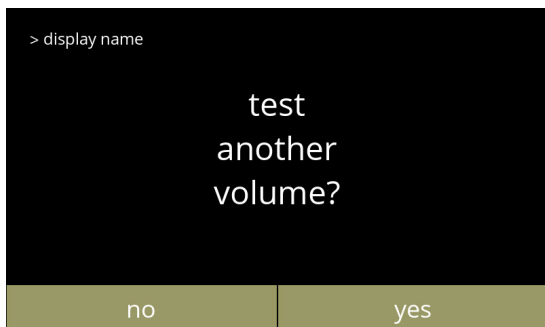 > display name
test
another
volume?
no yes